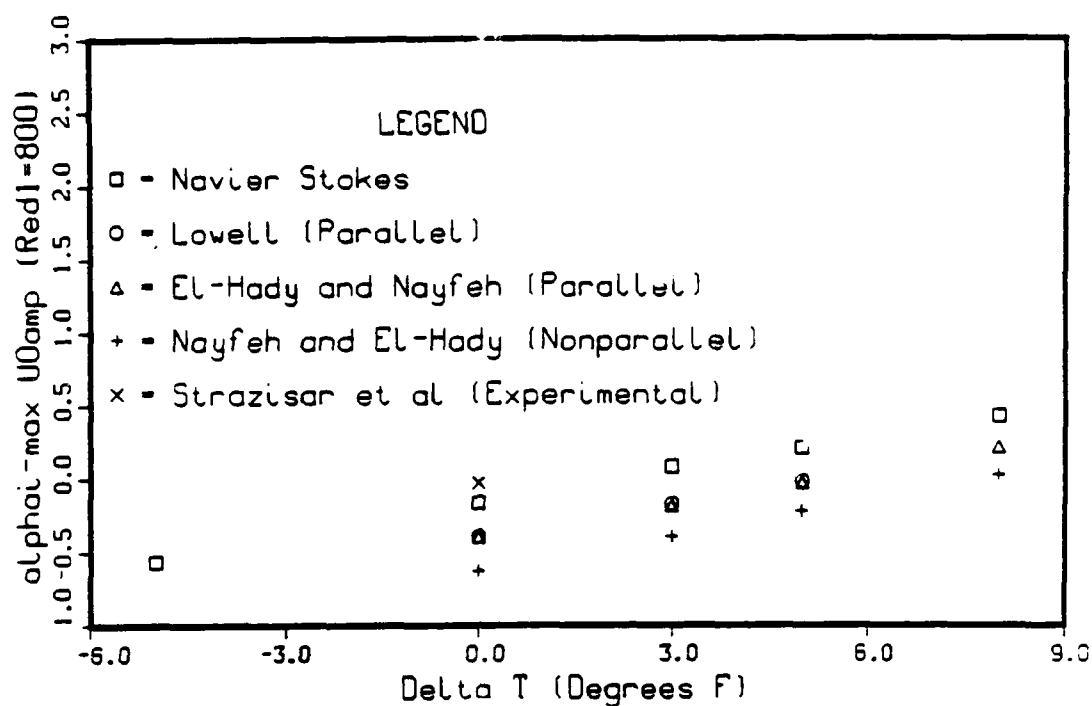 3.0
2.5
2.0
1.5
1.0
0.5
0.0
-0.5
1.0
alphai-max U0amp (Red1=800)
LEGEND
□ = Navier Stokes
○ = Lowell (Parallel)
△ = El-Hady and Nayfeh (Parallel)
+ = Nayfeh and El-Hady (Nonparallel)
× = Strazisar et al (Experimental)
-6.0 -3.0 0.0 3.0 6.0 9.0
Delta T (Degrees F)